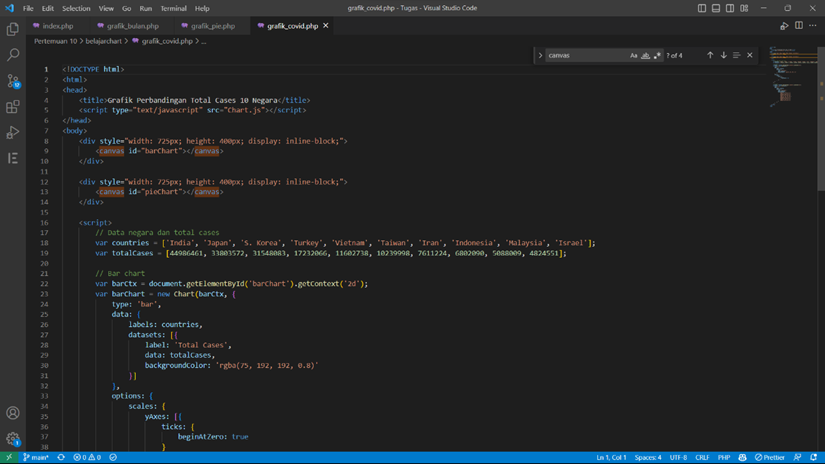 File Edit Selection View Go Run Terminal Help
grafik_covid.php - Tugas - Visual Studio Code
index.php grafik_bulan.php grafik_pie.php grafik_covid.php
Pertemuan 10 > belajarchart > grafik_covid.php > ...
canvas Aa ab .* ? of 4
1 <!DOCTYPE html>
2 <html>
3 <head>
4 <title>Grafik Perbandingan Total Cases 10 Negara</title>
5 <script type="text/javascript" src="Chart.js"></script>
6 </head>
7 <body>
8 <div style="width: 725px; height: 400px; display: inline-block;">
9 <canvas id="barChart"></canvas>
10 </div>
11
12 <div style="width: 725px; height: 400px; display: inline-block;">
13 <canvas id="pieChart"></canvas>
14 </div>
15
16 <script>
17 // Data negara dan total cases
18 var countries = ['India', 'Japan', 'S. Korea', 'Turkey', 'Vietnam', 'Taiwan', 'Iran', 'Indonesia', 'Malaysia', 'Israel'];
19 var totalCases = [44986461, 33803572, 31548083, 17232066, 11602738, 10239998, 7611224, 6802090, 5088009, 4824551];
20
21 // Bar chart
22 var barCtx = document.getElementById('barChart').getContext('2d');
23 var barChart = new Chart(barCtx, {
24 type: 'bar',
25 data: {
26 labels: countries,
27 datasets: [{
28 label: 'Total Cases',
29 data: totalCases,
30 backgroundColor: 'rgba(75, 192, 192, 0.8)'
31 }]
32 },
33 options: {
34 scales: {
35 yAxes: [{
36 ticks: {
37 beginAtZero: true
38 }
main* 0 0 Ln 1, Col 1 Spaces: 4 UTF-8 CRLF PHP Prettier